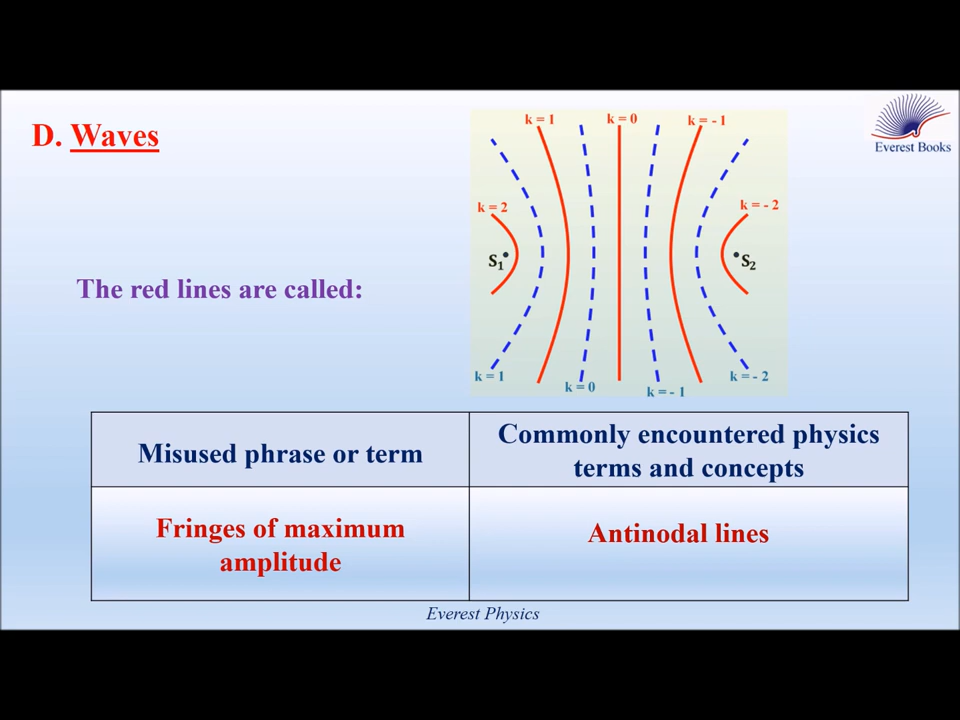 D. Waves
k = 1
k = 0
k = - 1
Everest Books
k = 2
k = - 2
S1
S2
The red lines are called:
k = 1
k = 0
k = - 1
k = - 2
Misused phrase or term
Commonly encountered physics
terms and concepts
Fringes of maximum
amplitude
Antinodal lines
Everest Physics